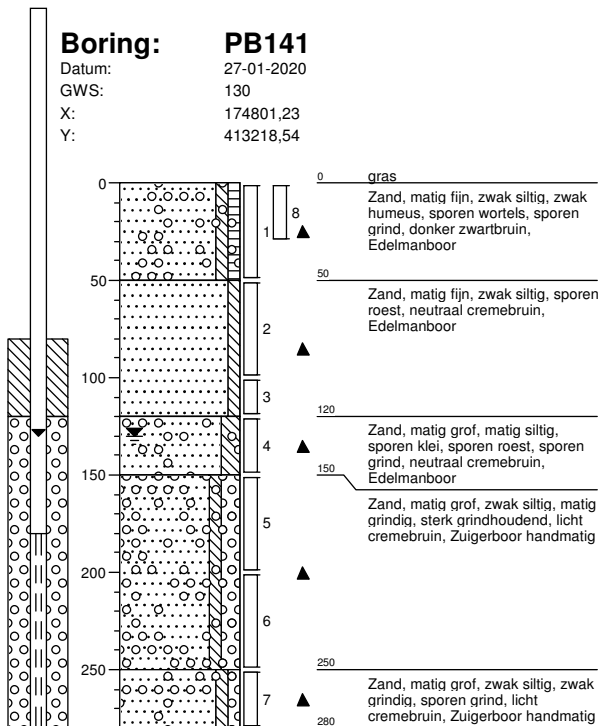 Boring: PB141
Datum: 27-01-2020
GWS: 130
X: 174801,23
Y: 413218,54
0
50
100
150
200
250
1
8
2
3
4
5
6
7
0 gras
Zand, matig fijn, zwak siltig, zwak
humeus, sporen wortels, sporen
grind, donker zwartbruin,
Edelmanboor
50
Zand, matig fijn, zwak siltig, sporen
roest, neutraal cremebruin,
Edelmanboor
120
Zand, matig grof, matig siltig,
sporen klei, sporen roest, sporen
grind, neutraal cremebruin,
Edelmanboor
150
Zand, matig grof, zwak siltig, matig
grindig, sterk grindhoudend, licht
cremebruin, Zuigerboor handmatig
250
Zand, matig grof, zwak siltig, zwak
grindig, sporen grind, licht
cremebruin, Zuigerboor handmatig
280